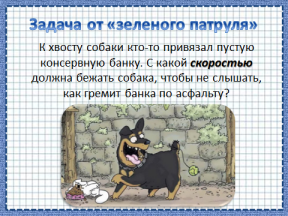 Задача от «зеленого патруля»
К хвосту собаки кто-то привязал пустую
консервную банку. С какой скоростью
должна бежать собака, чтобы не слышать,
как гремит банка по асфальту?